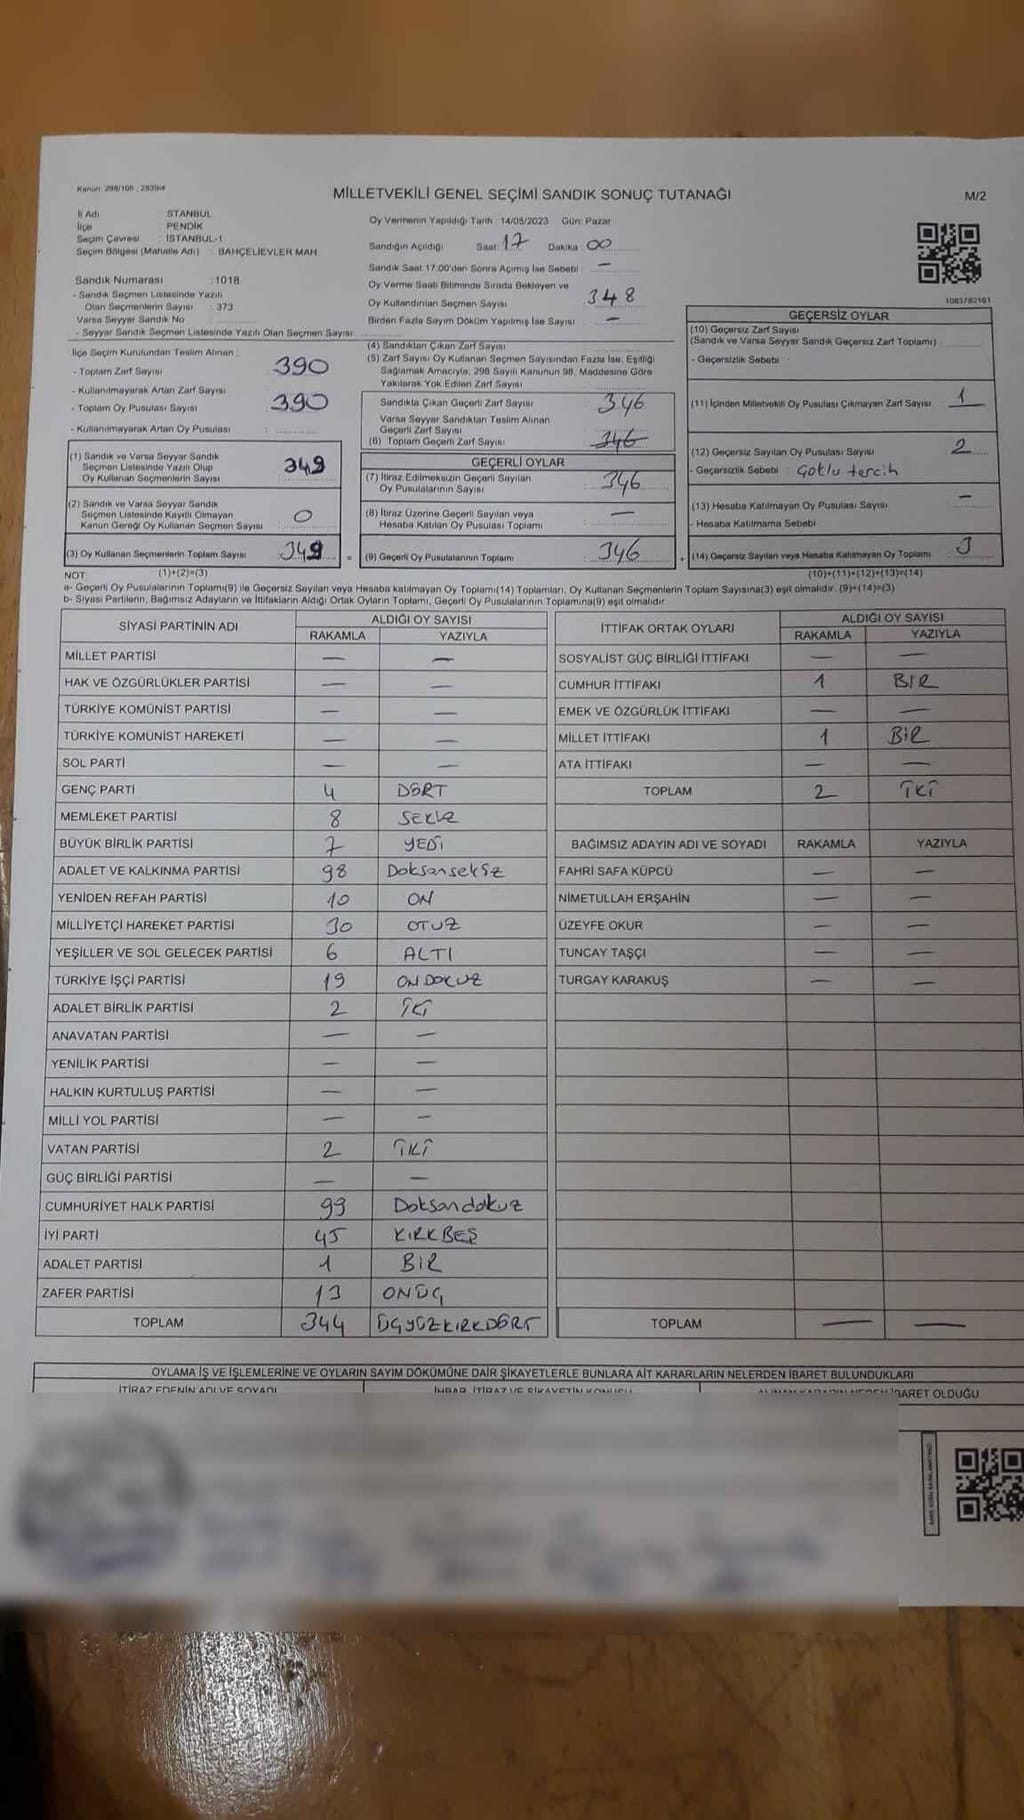 Kanun: 298/105 , 2839/4
MİLLETVEKİLİ GENEL SEÇİMİ SANDIK SONUÇ TUTANAĞI
M/2
İl Adı : STANBUL
İlçe : PENDİK
Seçim Çevresi : İSTANBUL-1
Seçim Bölgesi (Mahalle Adı) : BAHÇELİEVLER MAH.
Sandık Numarası : 1018
- Sandık Seçmen Listesinde Yazılı
Olan Seçmenlerin Sayısı : 373
Varsa Seyyar Sandık No
- Seyyar Sandık Seçmen Listesinde Yazılı Olan Seçmen Sayısı:
Oy Vermenin Yapıldığı Tarih : 14/05/2023 Gün: Pazar
Sandığın Açıldığı Saat 17 Dakika 00
Sandık Saat 17:00'den Sonra Açımış İse Sebebi : —
Oy Verme Saati Bitiminde Sırada Bekleyen ve
Oy Kullandırılan Seçmen Sayısı 348
Birden Fazla Sayım Döküm Yapılmış İse Sayısı —
1083782161
İlçe Seçim Kurulundan Teslim Alınan :
- Toplam Zarf Sayısı 390
- Kullanılmayarak Artan Zarf Sayısı
- Toplam Oy Pusulası Sayısı 390
- Kullanılmayarak Artan Oy Pusulası :
(1) Sandık ve Varsa Seyyar Sandık
Seçmen Listesinde Yazılı Olup
Oy Kullanan Seçmenlerin Sayısı 349
(2) Sandık ve Varsa Seyyar Sandık
Seçmen Listesinde Kayıtlı Olmayan
Kanun Gereği Oy Kullanan Seçmen Sayısı 0
(3) Oy Kullanan Seçmenlerin Toplam Sayısı 349 =
(4) Sandıktan Çıkan Zarf Sayısı
(5) Zarf Sayısı Oy Kullanan Seçmen Sayısından Fazla İse, Eşitliği
Sağlamak Amacıyla; 298 Sayılı Kanunun 98. Maddesine Göre
Yakılarak Yok Edilen Zarf Sayısı
Sandıkta Çıkan Geçerli Zarf Sayısı 346
Varsa Seyyar Sandıktan Teslim Alınan
Geçerli Zarf Sayısı
(6) Toplam Geçerli Zarf Sayısı 346
GEÇERLİ OYLAR
(7) İtiraz Edilmeksizin Geçerli Sayılan
Oy Pusulalarının Sayısı 346
(8) İtiraz Üzerine Geçerli Sayılan veya
Hesaba Katılan Oy Pusulası Toplamı —
(9) Geçerli Oy Pusulalarının Toplamı 346 +
GEÇERSİZ OYLAR
(10) Geçersiz Zarf Sayısı
(Sandık ve Varsa Seyyar Sandık Geçersiz Zarf Toplamı)
- Geçersizlik Sebebi
(11) İçinden Milletvekili Oy Pusulası Çıkmayan Zarf Sayısı 1
(12) Geçersiz Sayılan Oy Pusulası Sayısı 2
- Geçersizlik Sebebi : Çoklu tercih
(13) Hesaba Katılmayan Oy Pusulası Sayısı —
- Hesaba Katılmama Sebebi
(14) Geçersiz Sayılan veya Hesaba Katılmayan Oy Toplamı 3
NOT: (1)+(2)=(3)
(10)+(11)+(12)+(13)=(14)
a- Geçerli Oy Pusulalarının Toplamı(9) ile Geçersiz Sayılan veya Hesaba katılmayan Oy Toplamı(14) Toplamları, Oy Kullanan Seçmenlerin Toplam Sayısına(3) eşit olmalıdır. (9)+(14)=(3)
b- Siyasi Partilerin, Bağımsız Adayların ve İttifakların Aldığı Ortak Oyların Toplamı, Geçerli Oy Pusulalarının Toplamına(9) eşit olmalıdır.
SİYASİ PARTİNİN ADI ALDIĞI OY SAYISI
RAKAMLA YAZIYLA
MİLLET PARTİSİ — —
HAK VE ÖZGÜRLÜKLER PARTİSİ — —
TÜRKİYE KOMÜNİST PARTİSİ — —
TÜRKİYE KOMÜNİST HAREKETİ — —
SOL PARTİ — —
GENÇ PARTİ 4 DÖRT
MEMLEKET PARTİSİ 8 SEKİZ
BÜYÜK BİRLİK PARTİSİ 7 YEDİ
ADALET VE KALKINMA PARTİSİ 98 Doksansekiz
YENİDEN REFAH PARTİSİ 10 ON
MİLLİYETÇİ HAREKET PARTİSİ 30 OTUZ
YEŞİLLER VE SOL GELECEK PARTİSİ 6 ALTI
TÜRKİYE İŞÇİ PARTİSİ 19 ONDOKUZ
ADALET BİRLİK PARTİSİ 2 İKİ
ANAVATAN PARTİSİ — —
YENİLİK PARTİSİ — —
HALKIN KURTULUŞ PARTİSİ — —
MİLLİ YOL PARTİSİ — —
VATAN PARTİSİ 2 İKİ
GÜÇ BİRLİĞİ PARTİSİ — —
CUMHURİYET HALK PARTİSİ 99 Doksandokuz
İYİ PARTİ 45 KIRKBEŞ
ADALET PARTİSİ 1 BİR
ZAFER PARTİSİ 13 ONÜÇ
TOPLAM 344 ÜÇYÜZKIRKDÖRT
İTTİFAK ORTAK OYLARI ALDIĞI OY SAYISI
RAKAMLA YAZIYLA
SOSYALİST GÜÇ BİRLİĞİ İTTİFAKI — —
CUMHUR İTTİFAKI 1 BIR
EMEK VE ÖZGÜRLÜK İTTİFAKI — —
MİLLET İTTİFAKI 1 BİR
ATA İTTİFAKI — —
TOPLAM 2 İKİ
BAĞIMSIZ ADAYIN ADI VE SOYADI RAKAMLA YAZIYLA
FAHRİ SAFA KÜPCÜ — —
NİMETULLAH ERŞAHİN — —
ÜZEYFE OKUR — —
TUNCAY TAŞÇI — —
TURGAY KARAKUŞ — —
TOPLAM — —
OYLAMA İŞ VE İŞLEMLERİNE VE OYLARIN SAYIM DÖKÜMÜNE DAİR ŞİKAYETLERLE BUNLARA AİT KARARLARIN NELERDEN İBARET BULUNDUKLARI
İTİRAZ EDENİN ADI VE SOYADI İHBAR, İTİRAZ VE ŞİKAYETİN KONUSU İBARET OLDUĞU